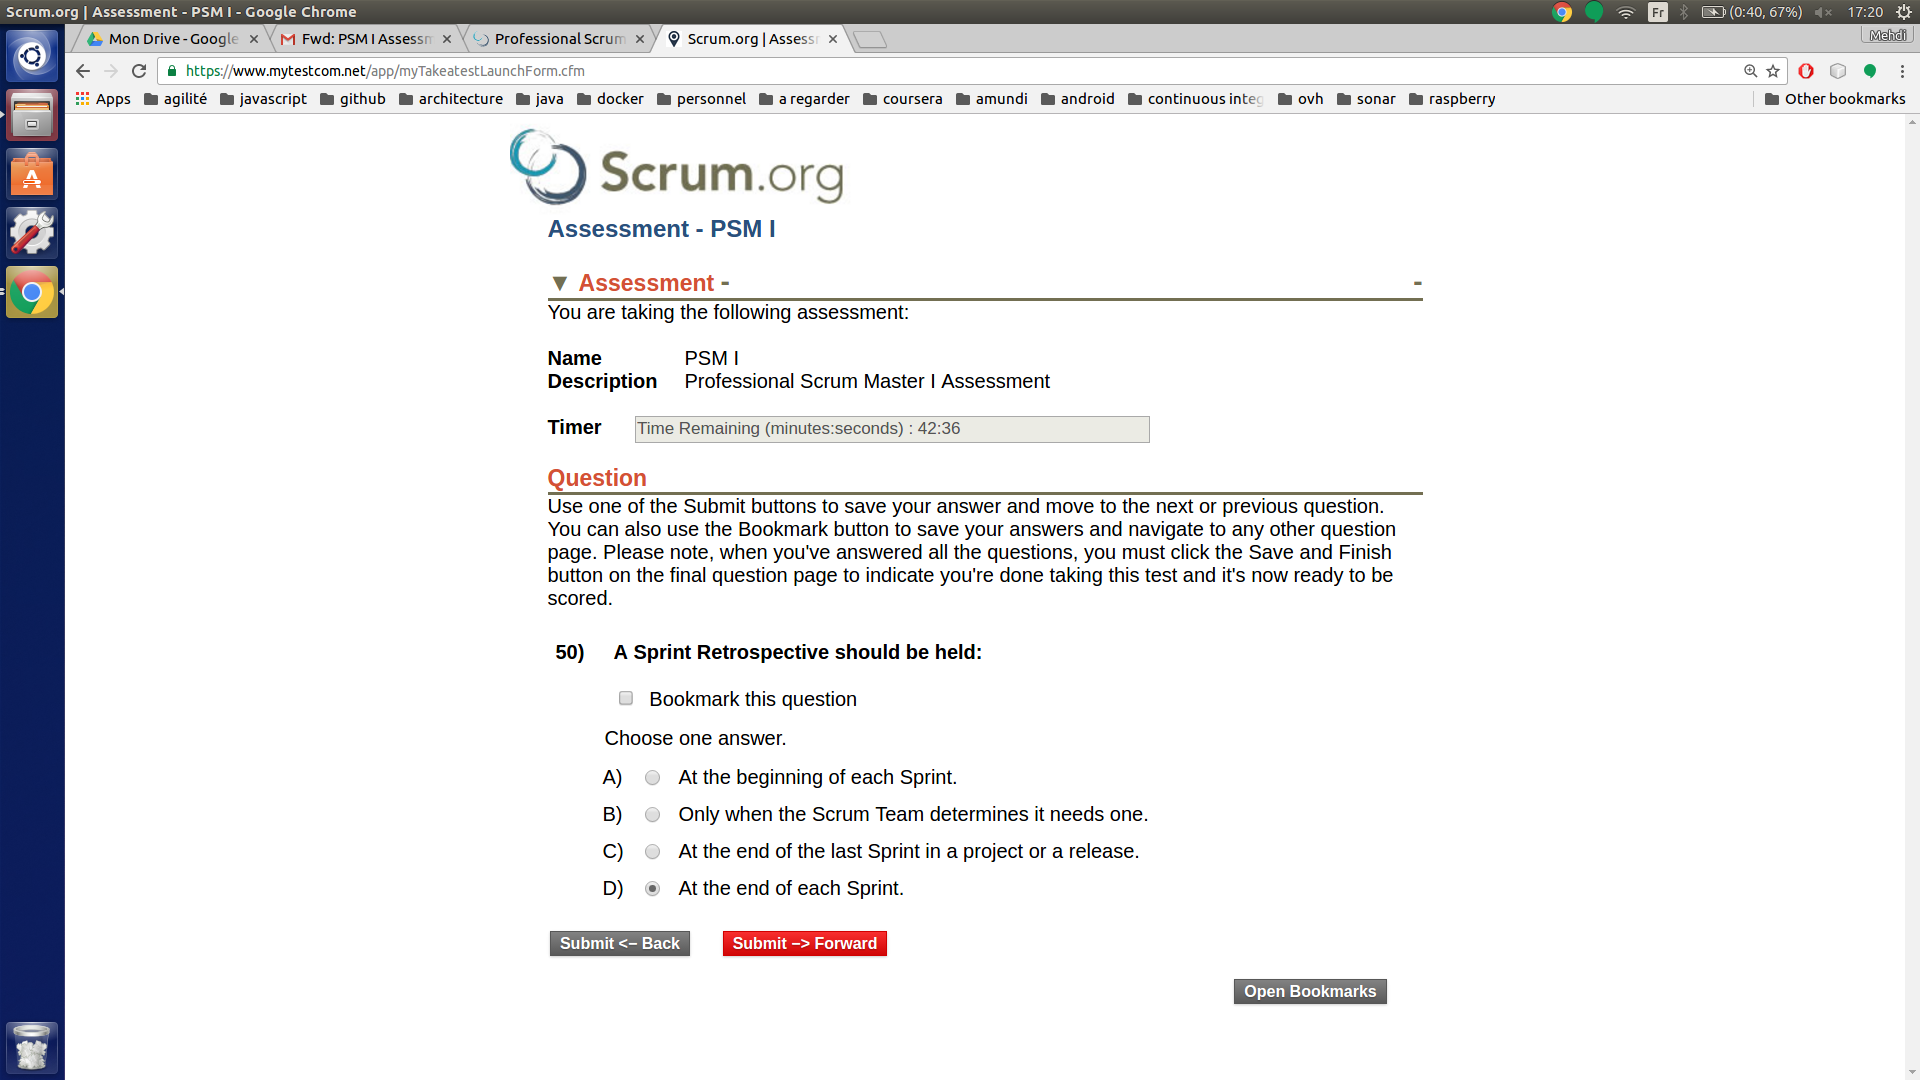 Scrum.org | Assessment - PSM I - Google Chrome
Fr
(0:40, 67%)
17:20
Mon Drive - Google
Fwd: PSM I Assessm
Professional Scrum
Scrum.org | Assess
Mehdi
https://www.mytestcom.net/app/myTakeatestLaunchForm.cfm
Apps agilité javascript github architecture java docker personnel a regarder coursera amundi android continuous integ ovh sonar raspberry Other bookmarks
Scrum.org
Assessment - PSM I
▼ Assessment - -
You are taking the following assessment:
Name PSM I
Description Professional Scrum Master I Assessment
Timer Time Remaining (minutes:seconds) : 42:36
Question
Use one of the Submit buttons to save your answer and move to the next or previous question.
You can also use the Bookmark button to save your answers and navigate to any other question
page. Please note, when you've answered all the questions, you must click the Save and Finish
button on the final question page to indicate you're done taking this test and it's now ready to be
scored.
50) A Sprint Retrospective should be held:
Bookmark this question
Choose one answer.
A) At the beginning of each Sprint.
B) Only when the Scrum Team determines it needs one.
C) At the end of the last Sprint in a project or a release.
D) At the end of each Sprint.
Submit <− Back Submit −> Forward
Open Bookmarks